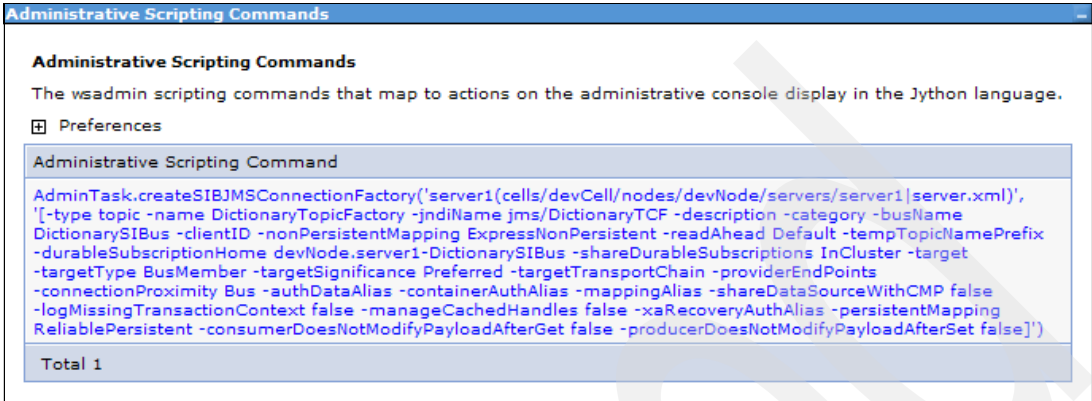 Administrative Scripting Commands
Administrative Scripting Commands
The wsadmin scripting commands that map to actions on the administrative console display in the Jython language.
Preferences
Administrative Scripting Command
AdminTask.createSIBJMSConnectionFactory('server1(cells/devCell/nodes/devNode/servers/server1|server.xml)',
'[-type topic -name DictionaryTopicFactory -jndiName jms/DictionaryTCF -description -category -busName
DictionarySIBus -clientID -nonPersistentMapping ExpressNonPersistent -readAhead Default -tempTopicNamePrefix
-durableSubscriptionHome devNode.server1-DictionarySIBus -shareDurableSubscriptions InCluster -target
-targetType BusMember -targetSignificance Preferred -targetTransportChain -providerEndPoints
-connectionProximity Bus -authDataAlias -containerAuthAlias -mappingAlias -shareDataSourceWithCMP false
-logMissingTransactionContext false -manageCachedHandles false -xaRecoveryAuthAlias -persistentMapping
ReliablePersistent -consumerDoesNotModifyPayloadAfterGet false -producerDoesNotModifyPayloadAfterSet false]')
Total 1